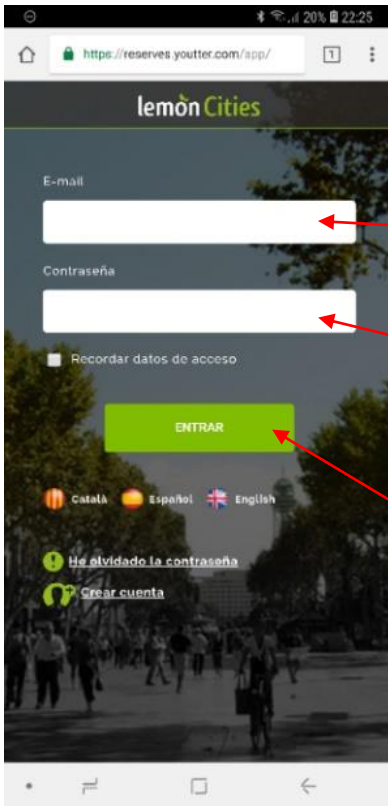 20% 22:25
https://reserves.youtter.com/app/
1
lemon Cities
E-mail
Contraseña
Recordar datos de acceso
ENTRAR
Català Español English
He olvidado la contraseña
Crear cuenta